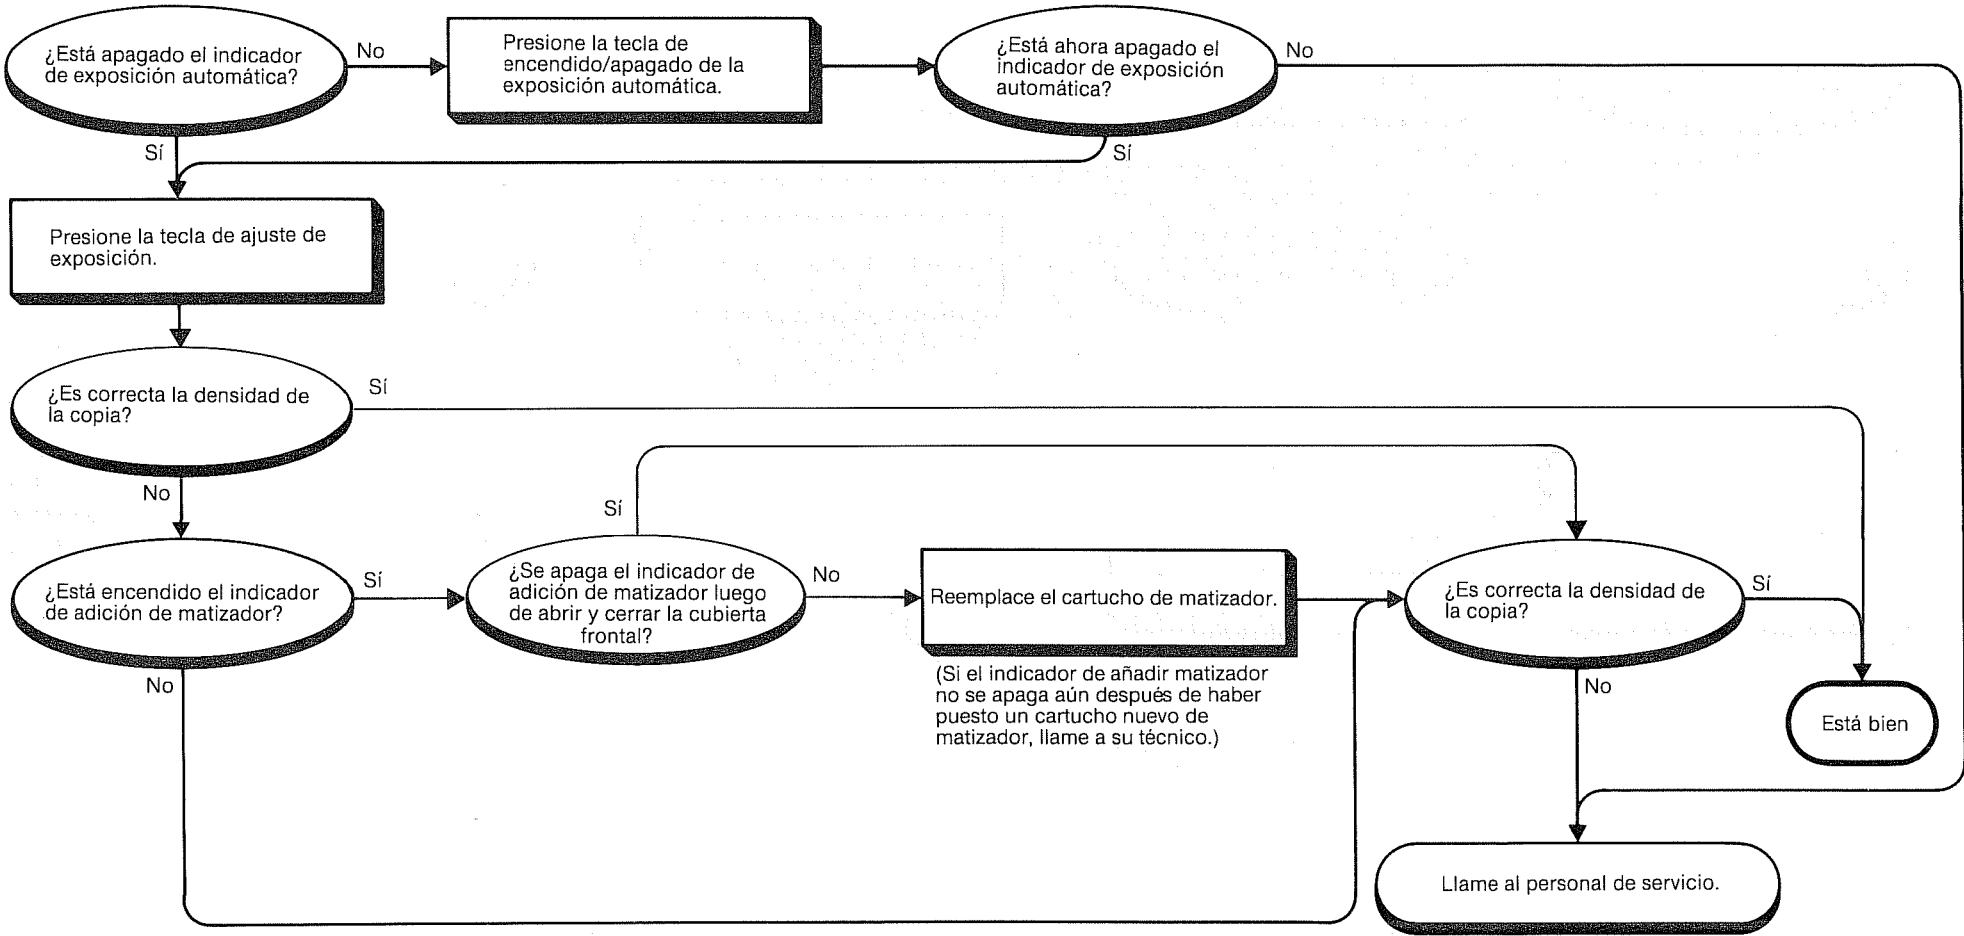 ¿Está apagado el indicador
de exposición automática?
No
Presione la tecla de
encendido/apagado de la
exposición automática.
¿Está ahora apagado el
indicador de exposición
automática?
No
Sí
Sí
Presione la tecla de ajuste de
exposición.
¿Es correcta la densidad de
la copia?
Sí
No
Sí
¿Está encendido el indicador
de adición de matizador?
Sí
¿Se apaga el indicador de
adición de matizador luego
de abrir y cerrar la cubierta
frontal?
No
Reemplace el cartucho de matizador.
(Si el indicador de añadir matizador
no se apaga aún después de haber
puesto un cartucho nuevo de
matizador, llame a su técnico.)
¿Es correcta la densidad de
la copia?
Sí
No
No
Está bien
Llame al personal de servicio.